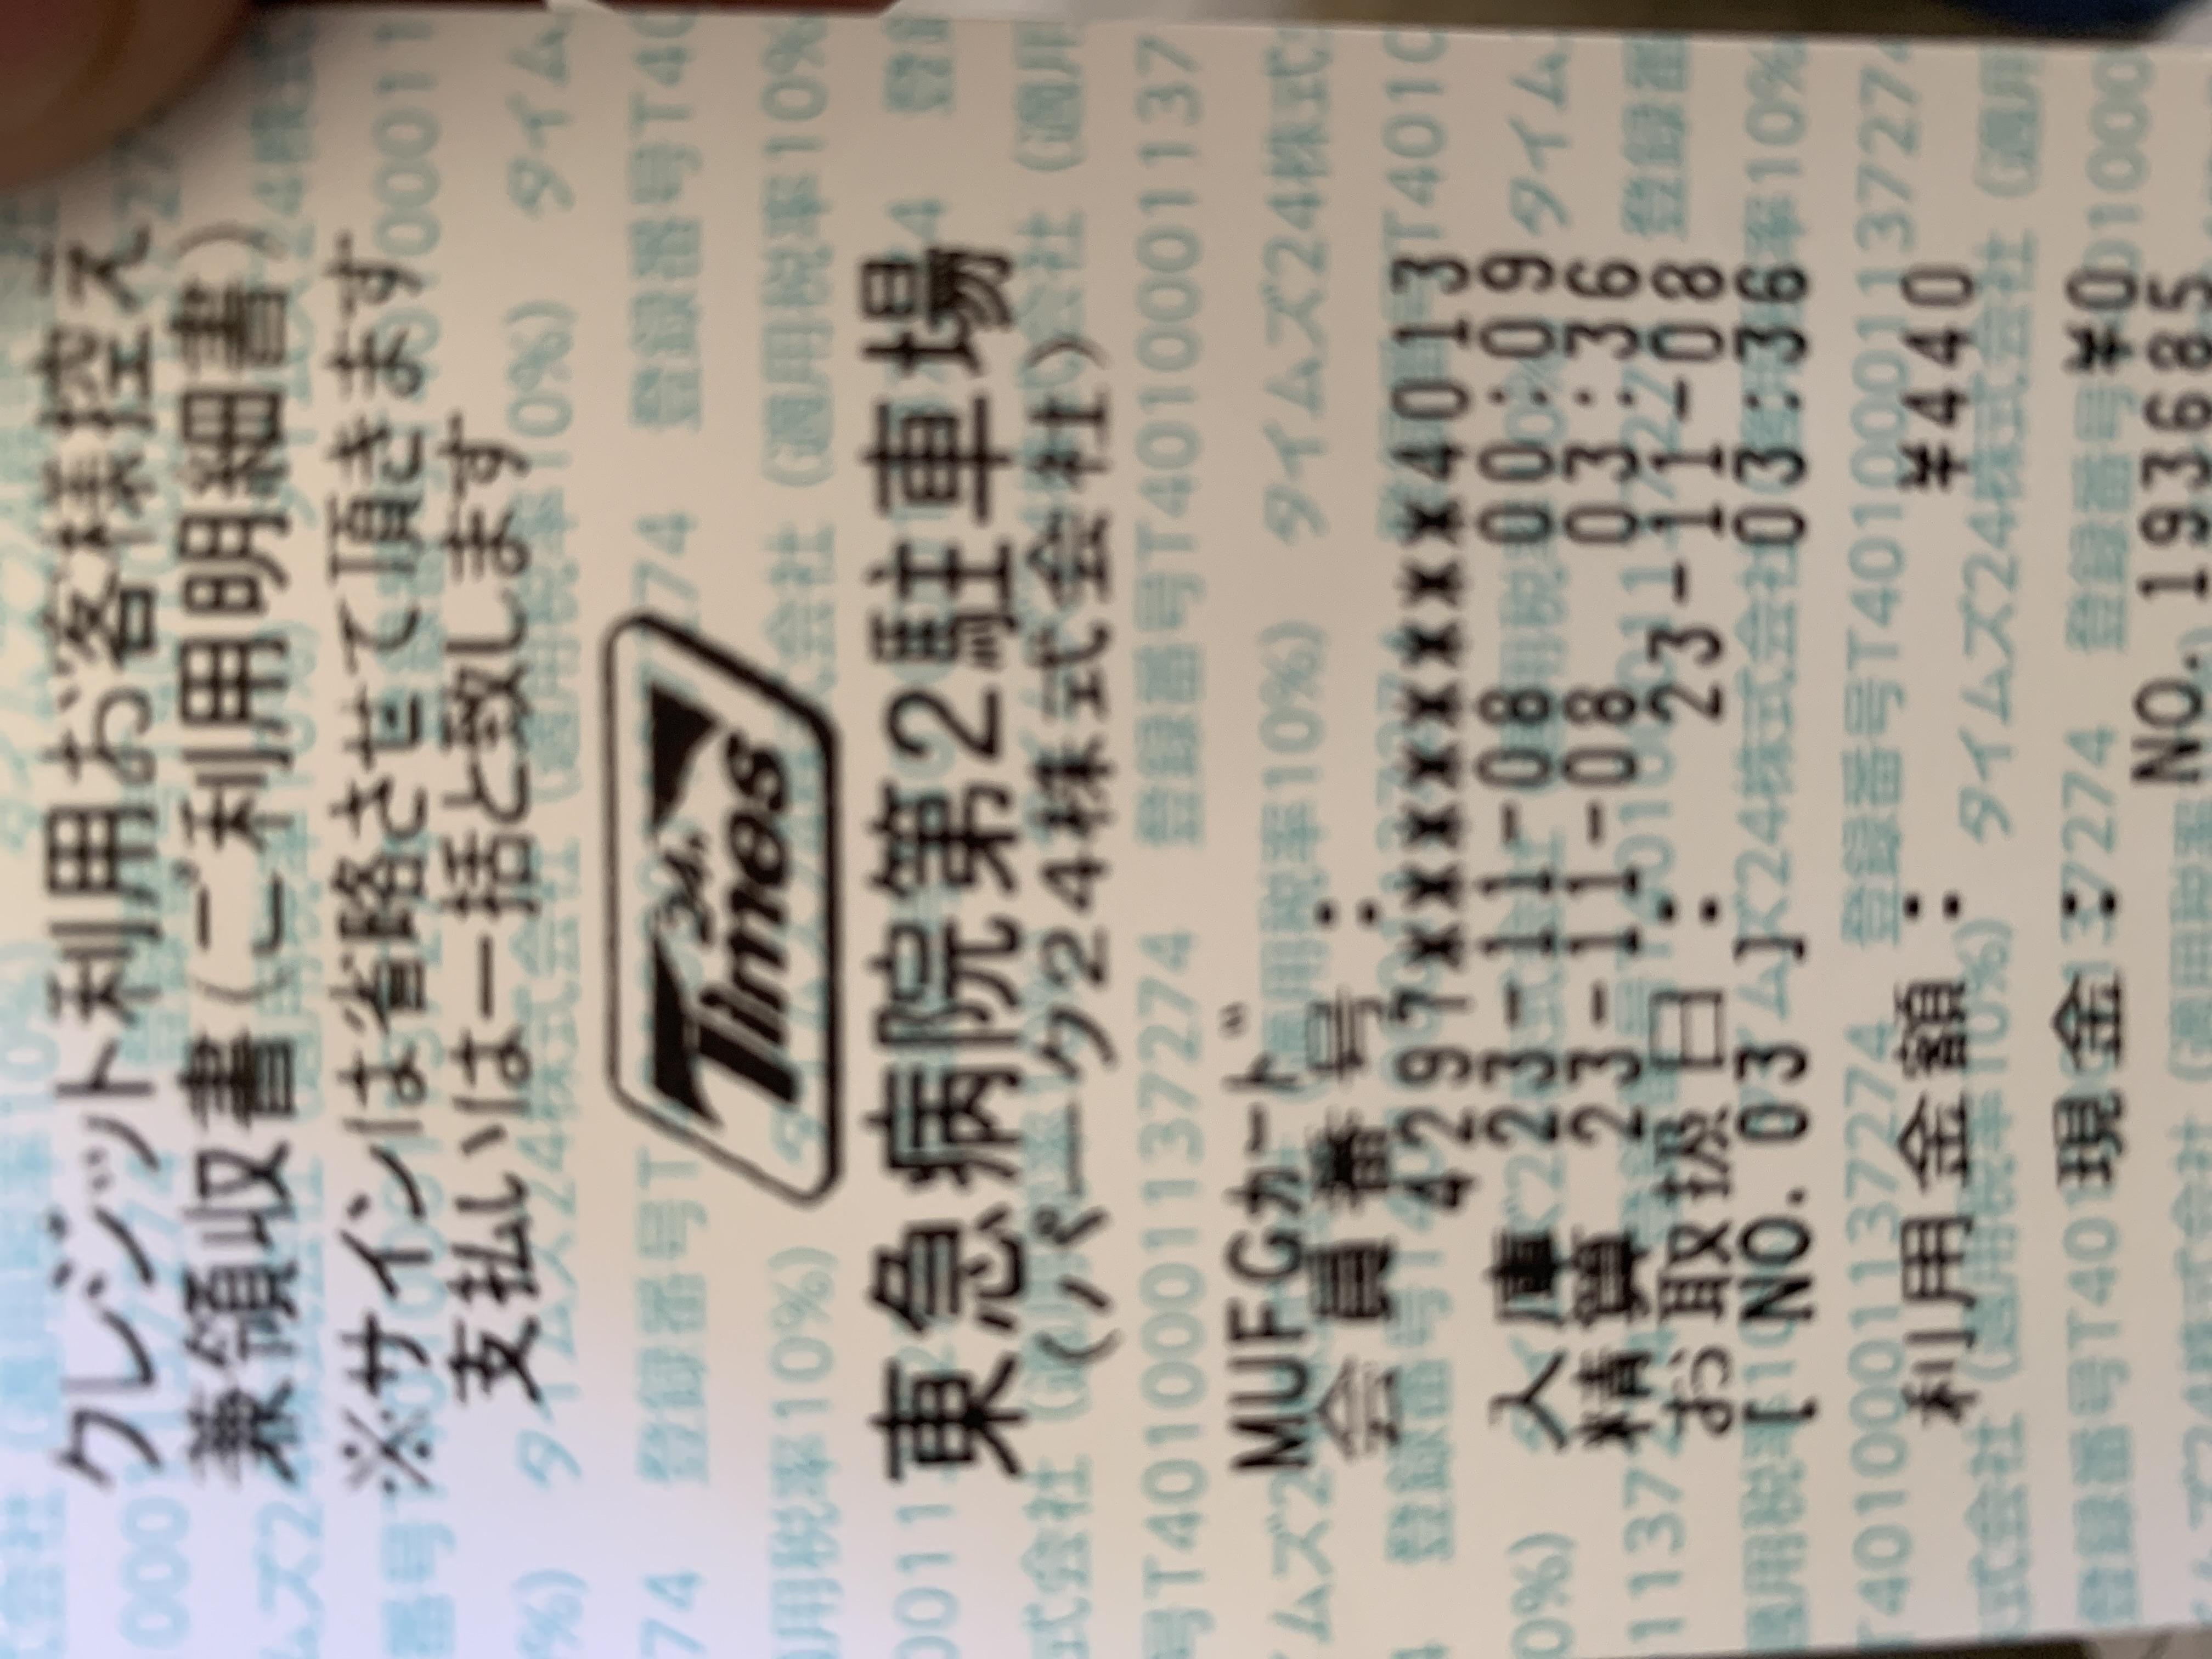 クレジット利用お客様控え
兼領収書(ご利用明細書)
※サインは省略させて頂きます
支払いは一括と致します
24h Times
東急病院第2駐車場
(パーク24株式会社)
MUFGカード
会員番号:
4297xxxxxxxx4013
入庫 23-11-08 00:09
精算 23-11-08 03:36
お取扱日: 23-11-08
[NO.03] 03:36
利用金額: ¥440
現金: ¥0
NO.193685
タイムズ24株式会社 (適用税率10%)
登録番号T4010001137274